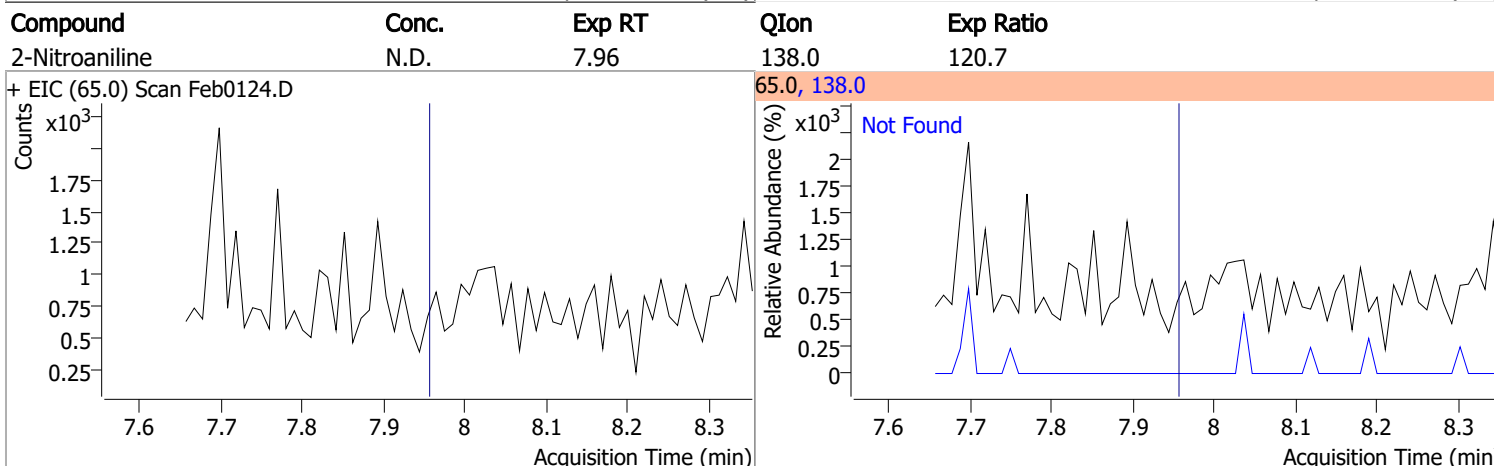 Compound Conc. Exp RT QIon Exp Ratio
2-Nitroaniline N.D. 7.96 138.0 120.7
+ EIC (65.0) Scan Feb0124.D
Counts
x10³
1.75
1.5
1.25
1
0.75
0.5
0.25
7.6 7.7 7.8 7.9 8 8.1 8.2 8.3
Acquisition Time (min)
65.0, 138.0
Relative Abundance (%)
x10³
Not Found
2
1.75
1.5
1.25
1
0.75
0.5
0.25
0
7.6 7.7 7.8 7.9 8 8.1 8.2 8.3
Acquisition Time (min)